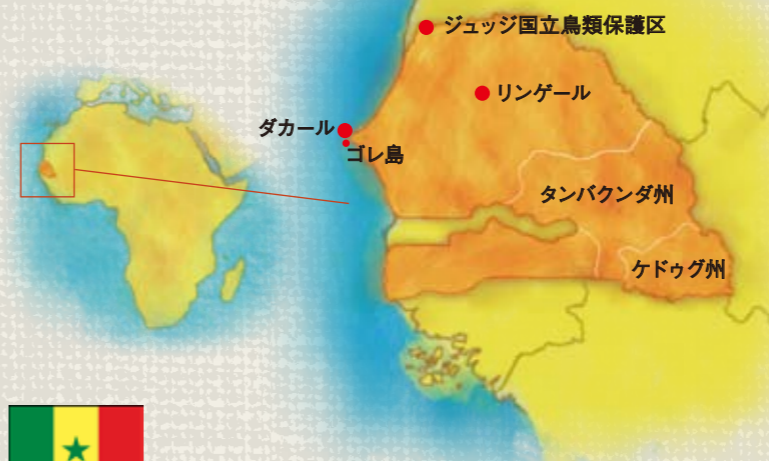 ジュッジ国立鳥類保護区
リンゲール
ダカール
ゴレ島
タンバクンダ州
ケドゥグ州